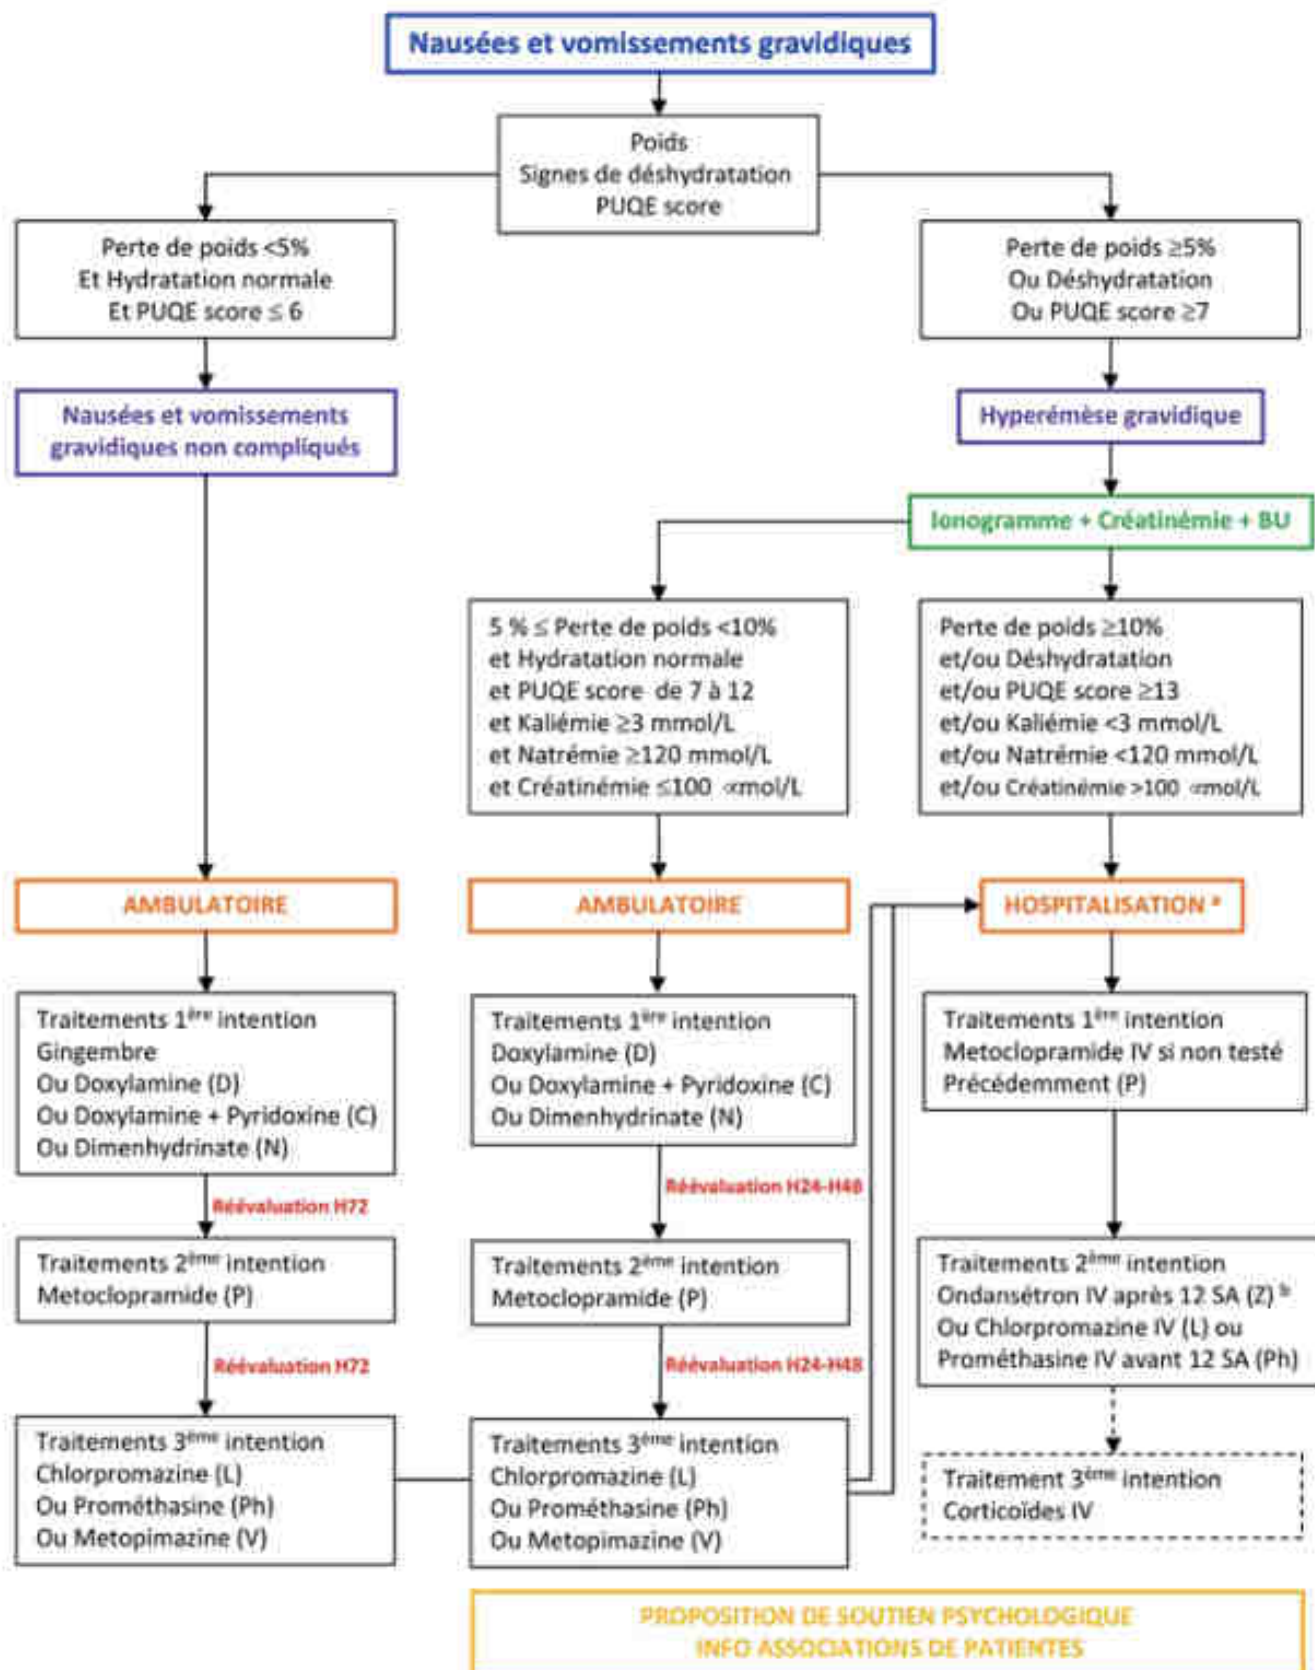 Nausées et vomissements gravidiques
Poids
Signes de déshydratation
PUQE score
Perte de poids <5%
Et Hydratation normale
Et PUQE score ≤ 6
Perte de poids ≥5%
Ou Déshydratation
Ou PUQE score ≥7
Nausées et vomissements
gravidiques non compliqués
Hyperémèse gravidique
Ionogramme + Créatinémie + BU
5 % ≤ Perte de poids <10%
et Hydratation normale
et PUQE score de 7 à 12
et Kaliémie ≥3 mmol/L
et Natrémie ≥120 mmol/L
et Créatinémie ≤100 ∝mol/L
Perte de poids ≥10%
et/ou Déshydratation
et/ou PUQE score ≥13
et/ou Kaliémie <3 mmol/L
et/ou Natrémie <120 mmol/L
et/ou Créatinémie >100 ∝mol/L
AMBULATOIRE
AMBULATOIRE
HOSPITALISATION ᵃ
Traitements 1ère intention
Gingembre
Ou Doxylamine (D)
Ou Doxylamine + Pyridoxine (C)
Ou Dimenhydrinate (N)
Traitements 1ère intention
Doxylamine (D)
Ou Doxylamine + Pyridoxine (C)
Ou Dimenhydrinate (N)
Traitements 1ère intention
Metoclopramide IV si non testé
Précédemment (P)
Réévaluation H72
Réévaluation H24-H48
Traitements 2ème intention
Metoclopramide (P)
Traitements 2ème intention
Metoclopramide (P)
Traitements 2ème intention
Ondansétron IV après 12 SA (Z) ᵇ
Ou Chlorpromazine IV (L) ou
Prométhasine IV avant 12 SA (Ph)
Réévaluation H72
Réévaluation H24-H48
Traitements 3ème intention
Chlorpromazine (L)
Ou Prométhasine (Ph)
Ou Metopimazine (V)
Traitements 3ème intention
Chlorpromazine (L)
Ou Prométhasine (Ph)
Ou Metopimazine (V)
Traitement 3ème intention
Corticoïdes IV
PROPOSITION DE SOUTIEN PSYCHOLOGIQUE
INFO ASSOCIATIONS DE PATIENTES